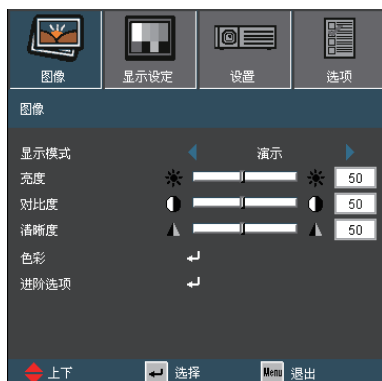 图像 显示设定 设置 选项
图像
显示模式 演示
亮度 50
对比度 50
清晰度 50
色彩
进阶选项
上下 选择 Menu 退出